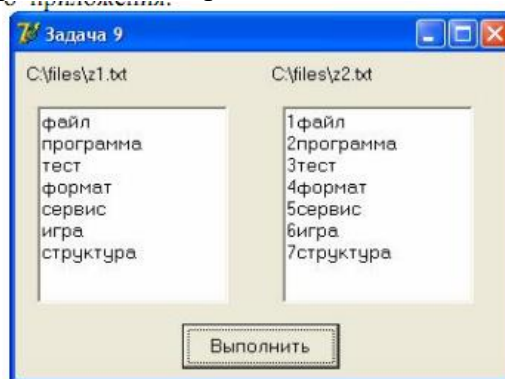 приложения.
Задача 9
C:\files\z1.txt
C:\files\z2.txt
файл
программа
тест
формат
сервис
игра
структура
1файл
2программа
3тест
4формат
5сервис
6игра
7структура
Выполнить